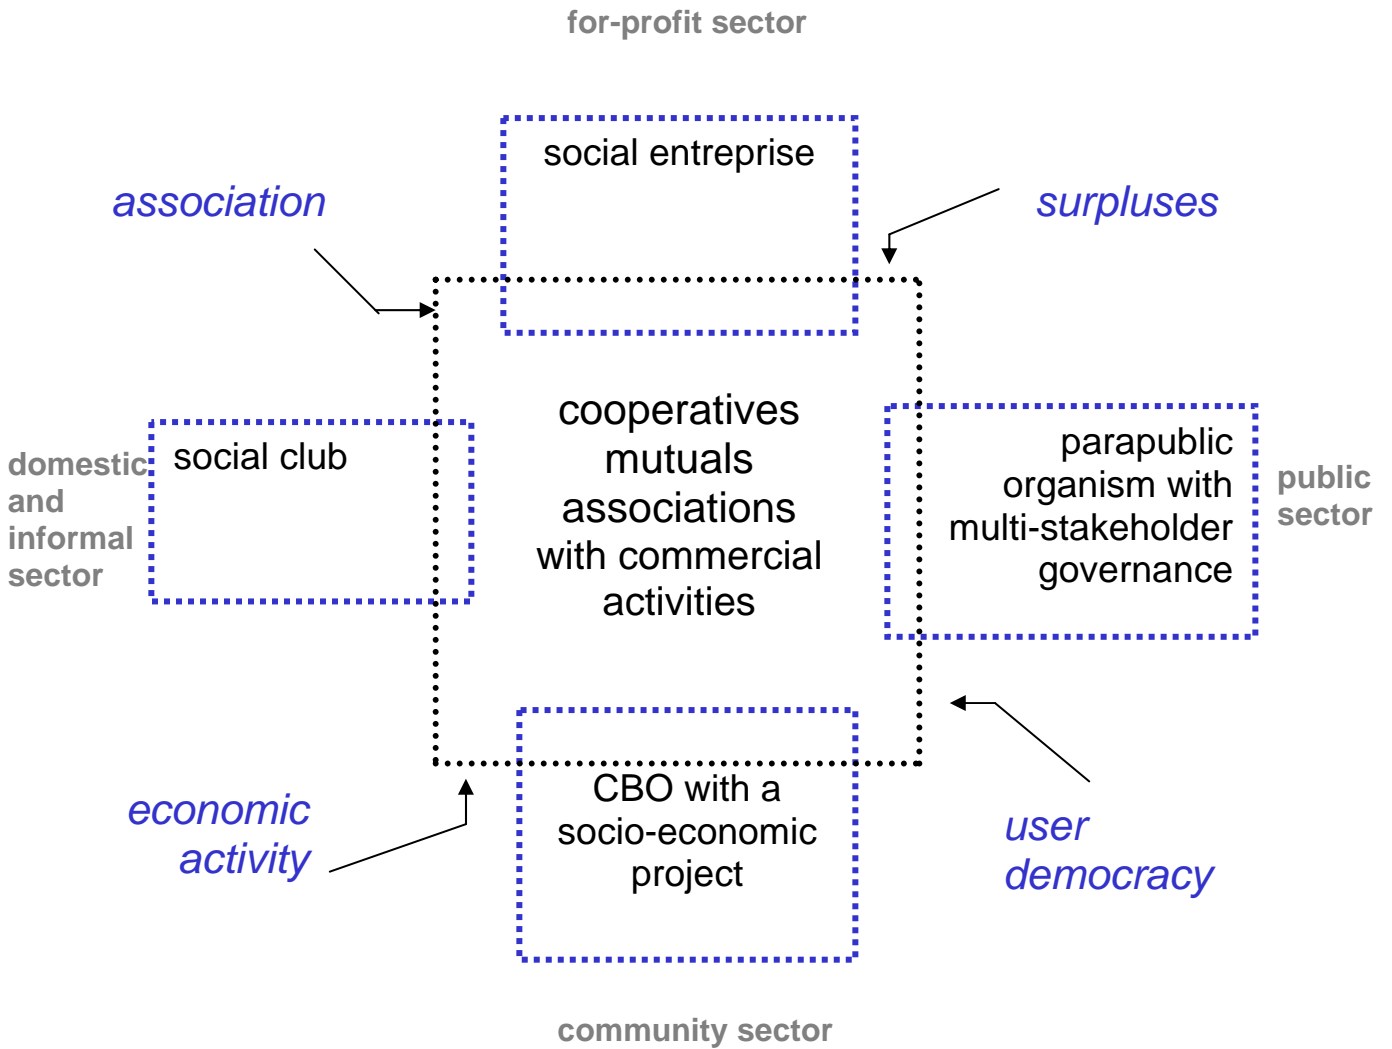 for-profit sector
social entreprise
association
surpluses
cooperatives
mutuals
associations
with commercial
activities
domestic
and
informal
sector
social club
parapublic
organism with
multi-stakeholder
governance
public
sector
economic
activity
CBO with a
socio-economic
project
user
democracy
community sector